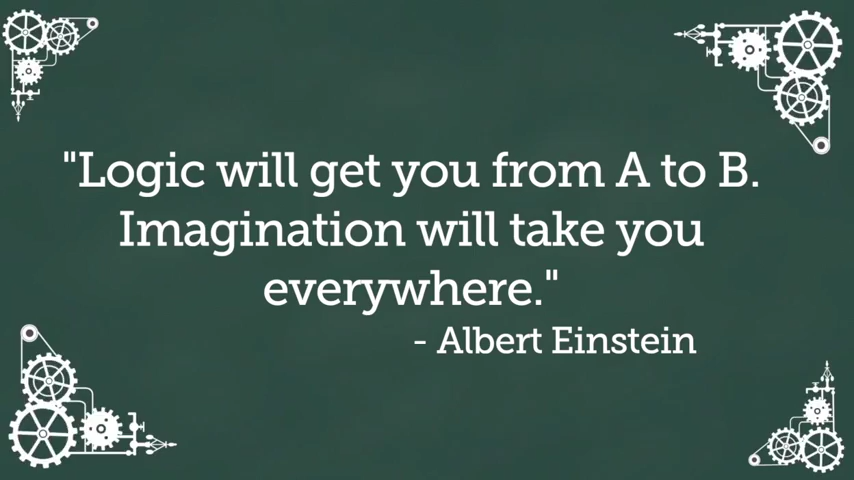 "Logic will get you from A to B.
Imagination will take you
everywhere."
- Albert Einstein